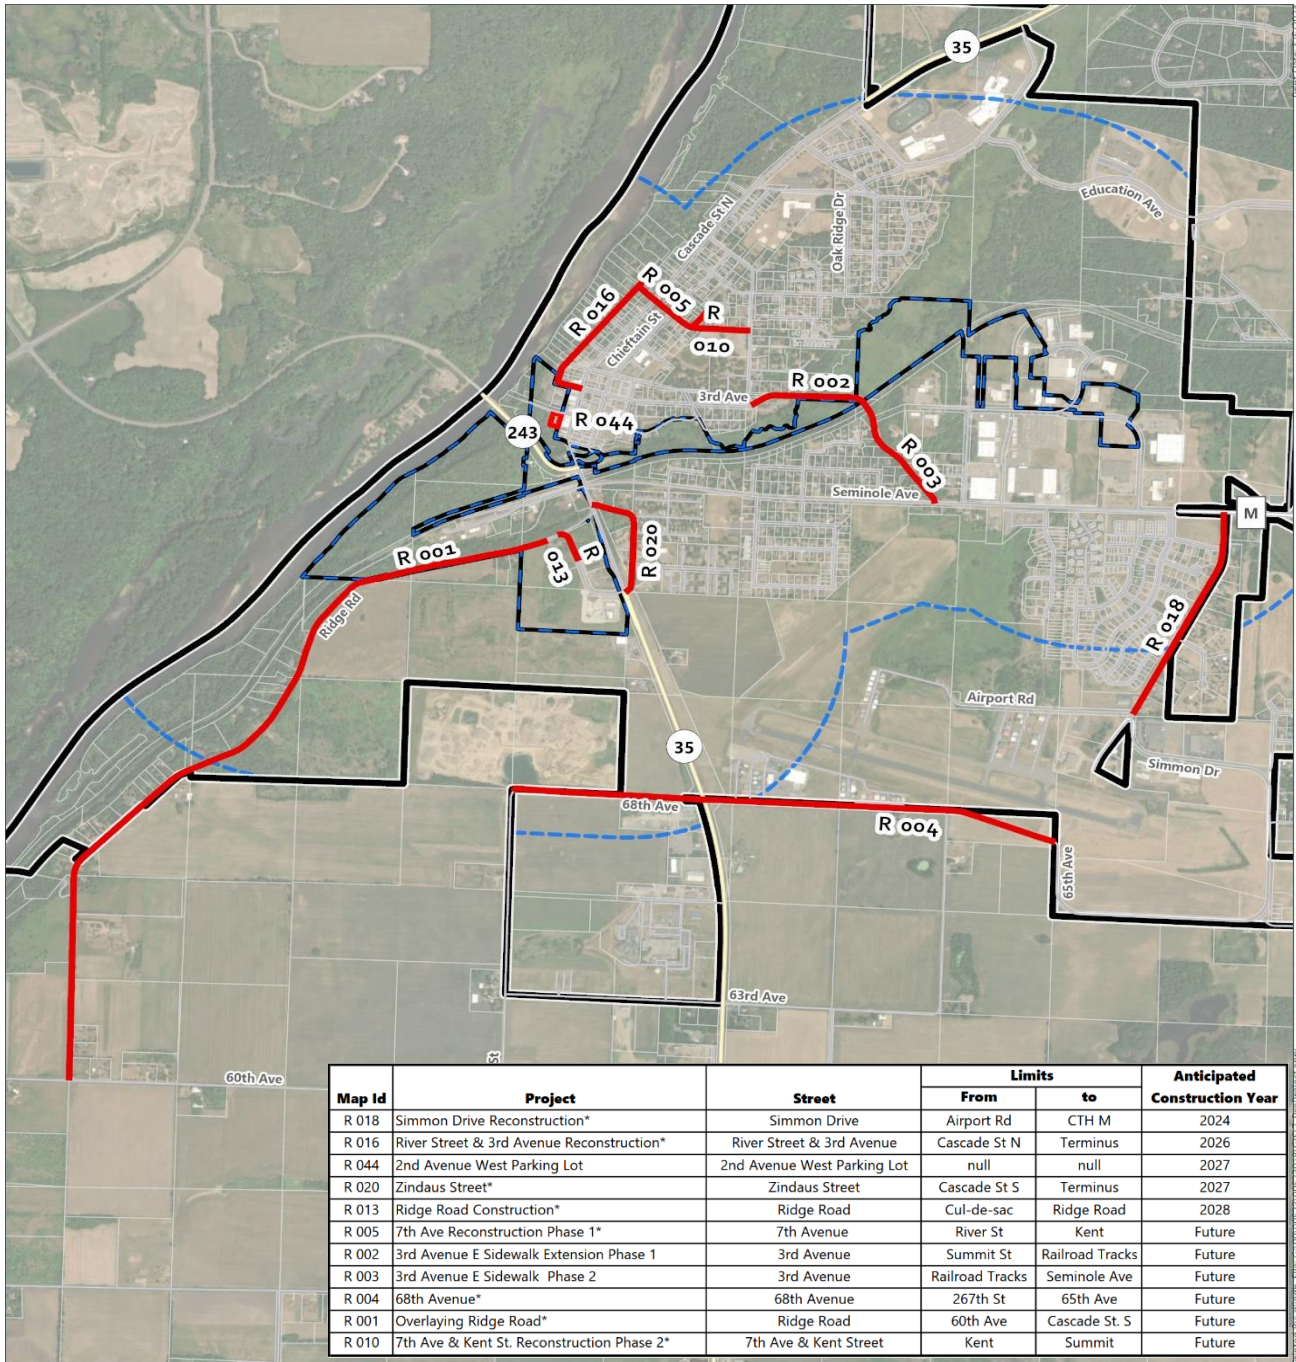 35
Education Ave
Cascade St N
Oak Ridge Dr
R 005
R 016
R
010
Chieftain St
R 002
3rd Ave
R 044
243
R 003
Seminole Ave
M
R 020
R 001
R
013
R 018
Ridge Rd
Airport Rd
35
Simmon Dr
68th Ave
R 004
65th Ave
63rd Ave
St
60th Ave
Map Id Project Street Limits From to Anticipated Construction Year
R 018 Simmon Drive Reconstruction* Simmon Drive Airport Rd CTH M 2024
R 016 River Street & 3rd Avenue Reconstruction* River Street & 3rd Avenue Cascade St N Terminus 2026
R 044 2nd Avenue West Parking Lot 2nd Avenue West Parking Lot null null 2027
R 020 Zindaus Street* Zindaus Street Cascade St S Terminus 2027
R 013 Ridge Road Construction* Ridge Road Cul-de-sac Ridge Road 2028
R 005 7th Ave Reconstruction Phase 1* 7th Avenue River St Kent Future
R 002 3rd Avenue E Sidewalk Extension Phase 1 3rd Avenue Summit St Railroad Tracks Future
R 003 3rd Avenue E Sidewalk Phase 2 3rd Avenue Railroad Tracks Seminole Ave Future
R 004 68th Avenue* 68th Avenue 267th St 65th Ave Future
R 001 Overlaying Ridge Road* Ridge Road 60th Ave Cascade St. S Future
R 010 7th Ave & Kent St. Reconstruction Phase 2* 7th Ave & Kent Street Kent Summit Future